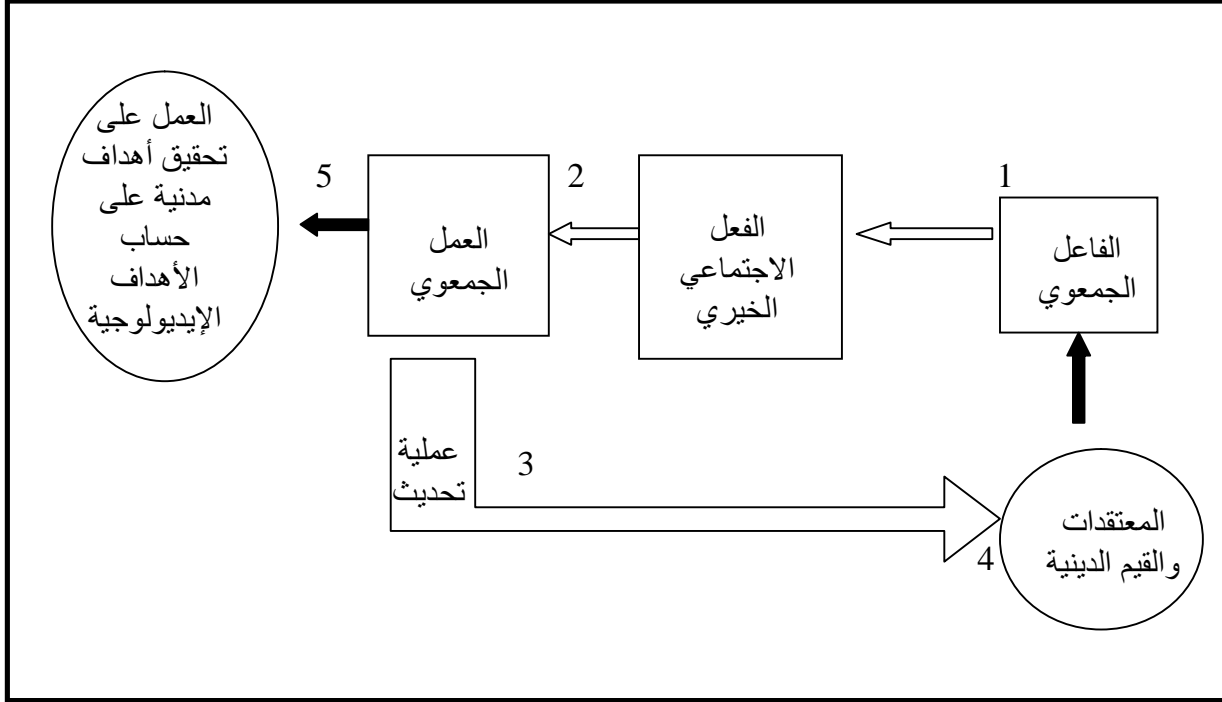 1
الفاعل
الجمعوي
الفعل
الاجتماعي
الخيري
2
العمل
الجمعوي
5
العمل على
تحقيق أهداف
مدنية على
حساب
الأهداف
الإيديولوجية
عملية
تحديث
3
4
المعتقدات
والقيم الدينية